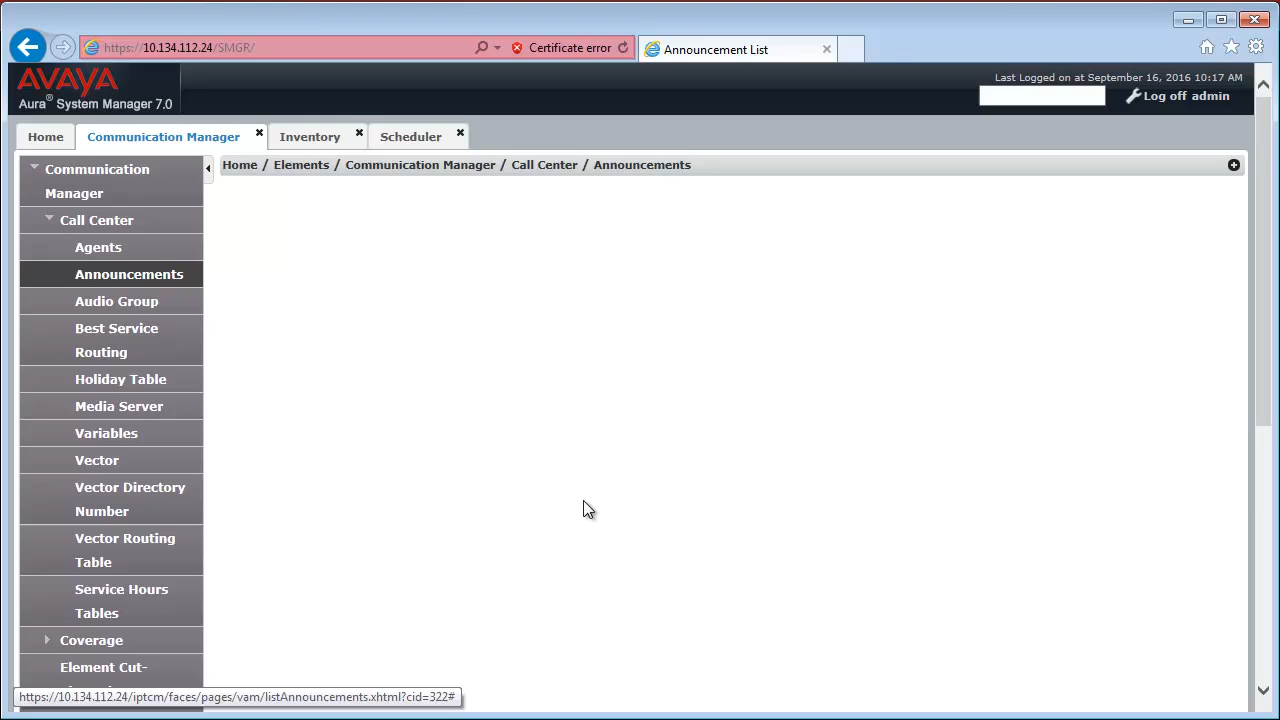 https://10.134.112.24/SMGR/
Certificate error
Announcement List
AVAYA
Aura® System Manager 7.0
Last Logged on at September 16, 2016 10:17 AM
Log off admin
Home
Communication Manager
Inventory
Scheduler
Home / Elements / Communication Manager / Call Center / Announcements
Communication
Manager
Call Center
Agents
Announcements
Audio Group
Best Service
Routing
Holiday Table
Media Server
Variables
Vector
Vector Directory
Number
Vector Routing
Table
Service Hours
Tables
Coverage
Element Cut-
https://10.134.112.24/iptcm/faces/pages/vam/listAnnouncements.xhtml?cid=322#